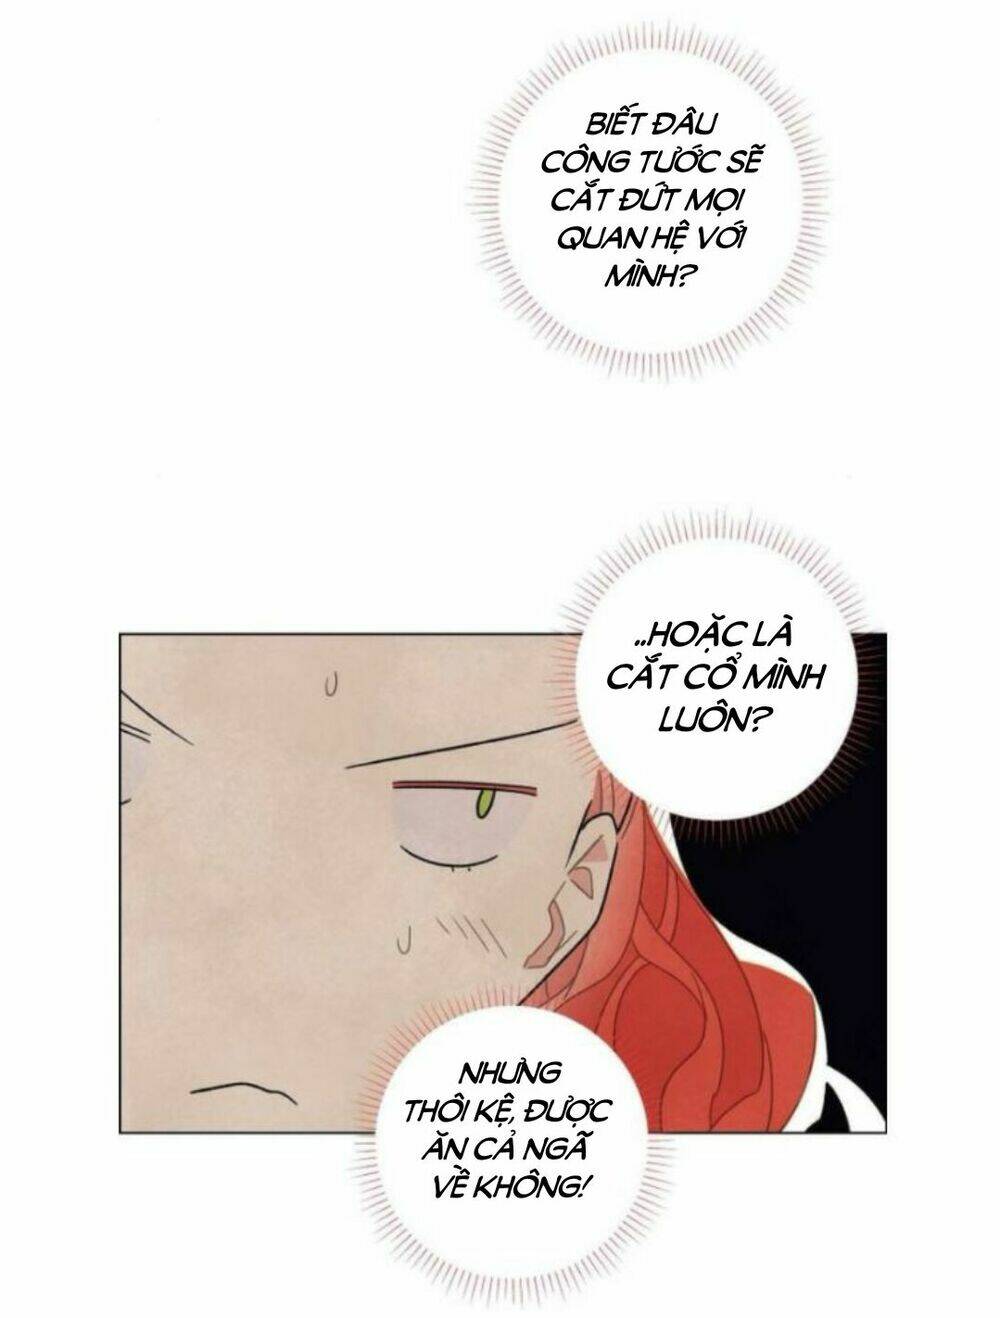 BIẾT ĐÂU
CÔNG TƯỚC SẼ
CẮT ĐỨT MỌI
QUAN HỆ VỚI
MÌNH?
..HOẶC LÀ
CẮT CỔ MÌNH
LUÔN?
NHƯNG
THÔI KỆ, ĐƯỢC
ĂN CẢ NGÃ
VỀ KHÔNG!